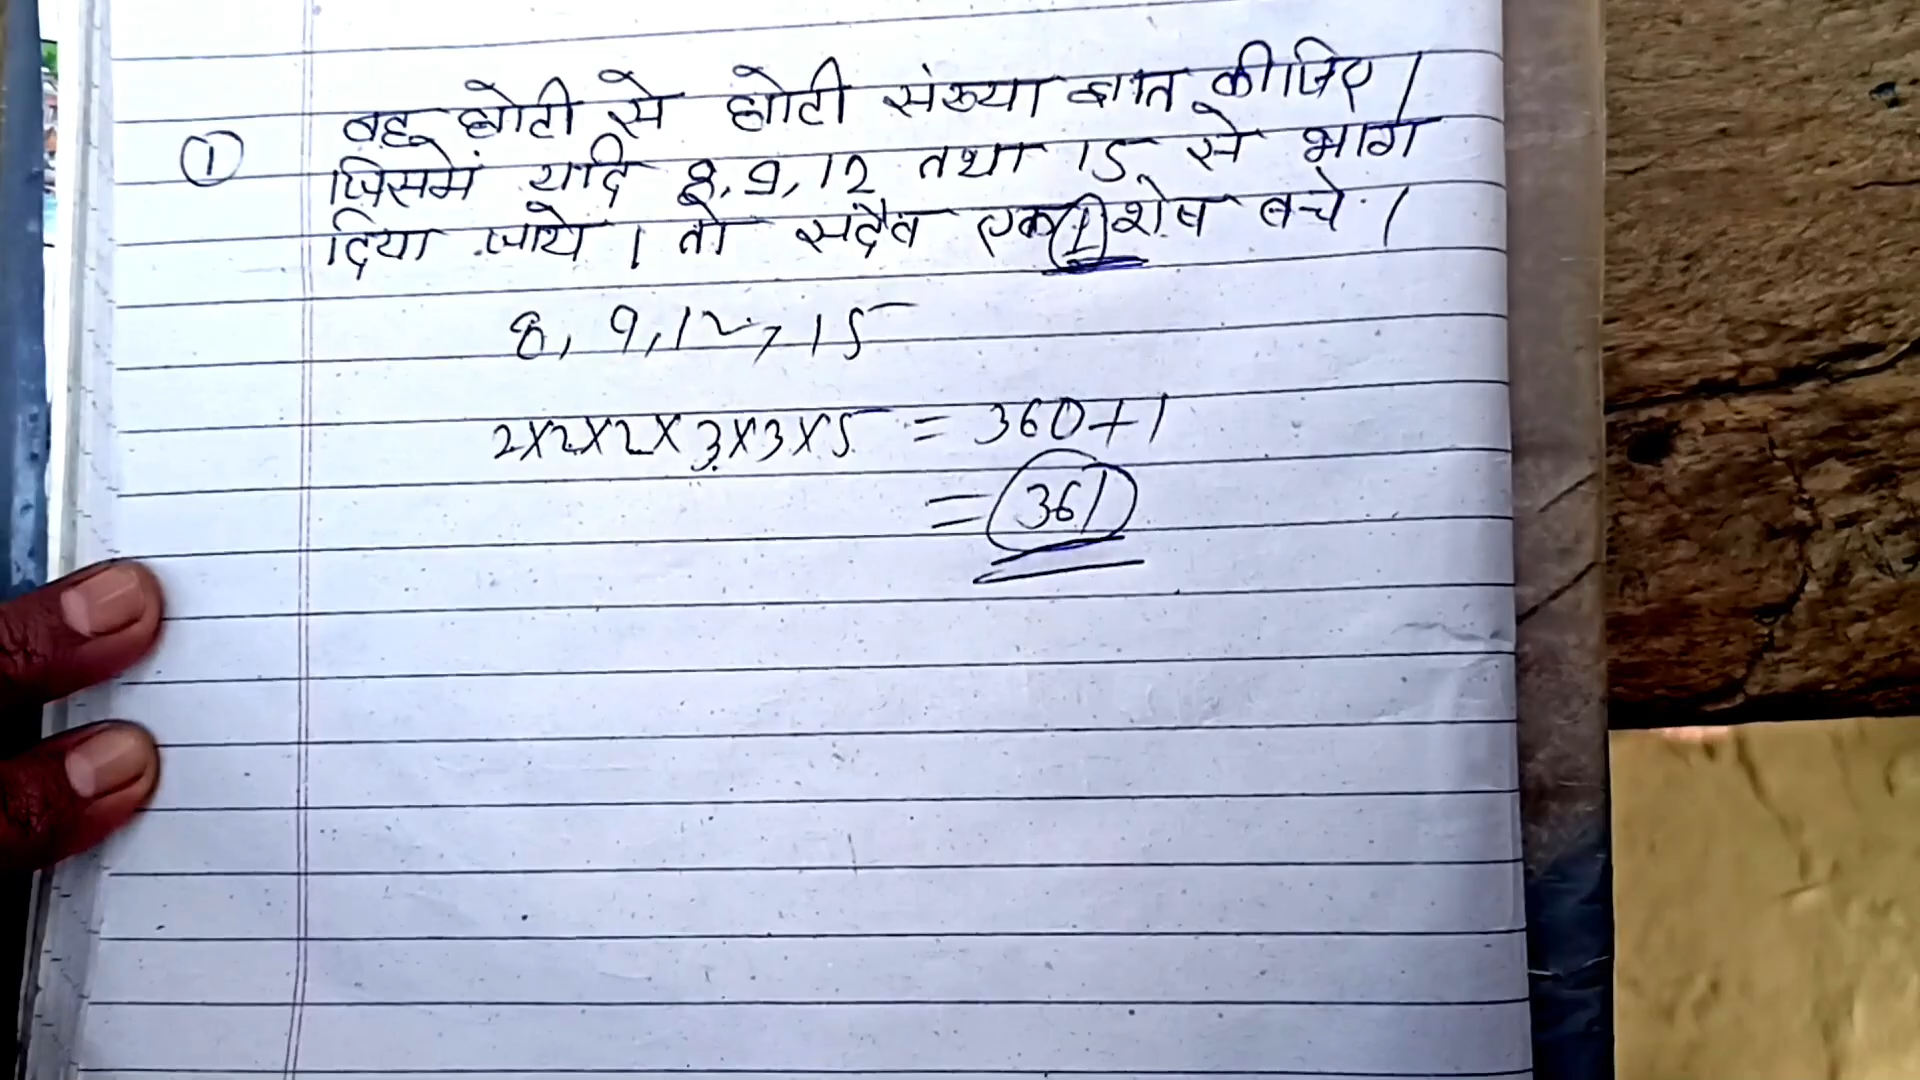 ① वह छोटी से छोटी संख्या ज्ञात कीजिए।
जिसमें यदि 8, 9, 12 तथा 15 से भाग
दिया जाये। तो सदैव एक(1) शेष बचे।
8, 9, 12, 15
2×2×2×3×3×5 = 360+1
= 361